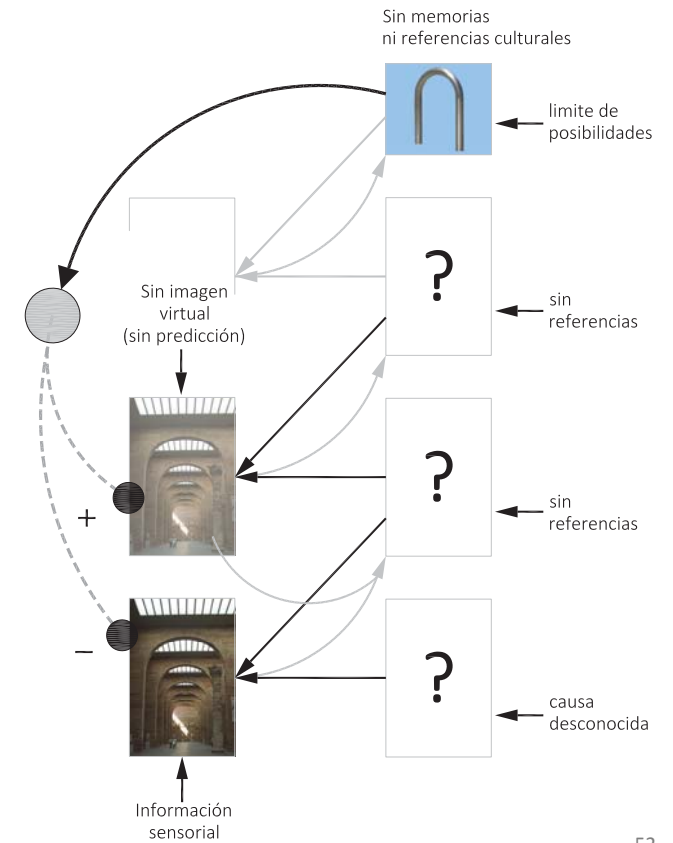 Sin memorias
ni referencias culturales
limite de
posibilidades
?
Sin imagen
virtual
(sin predicción)
sin
referencias
?
+
sin
referencias
−
?
causa
desconocida
Información
sensorial